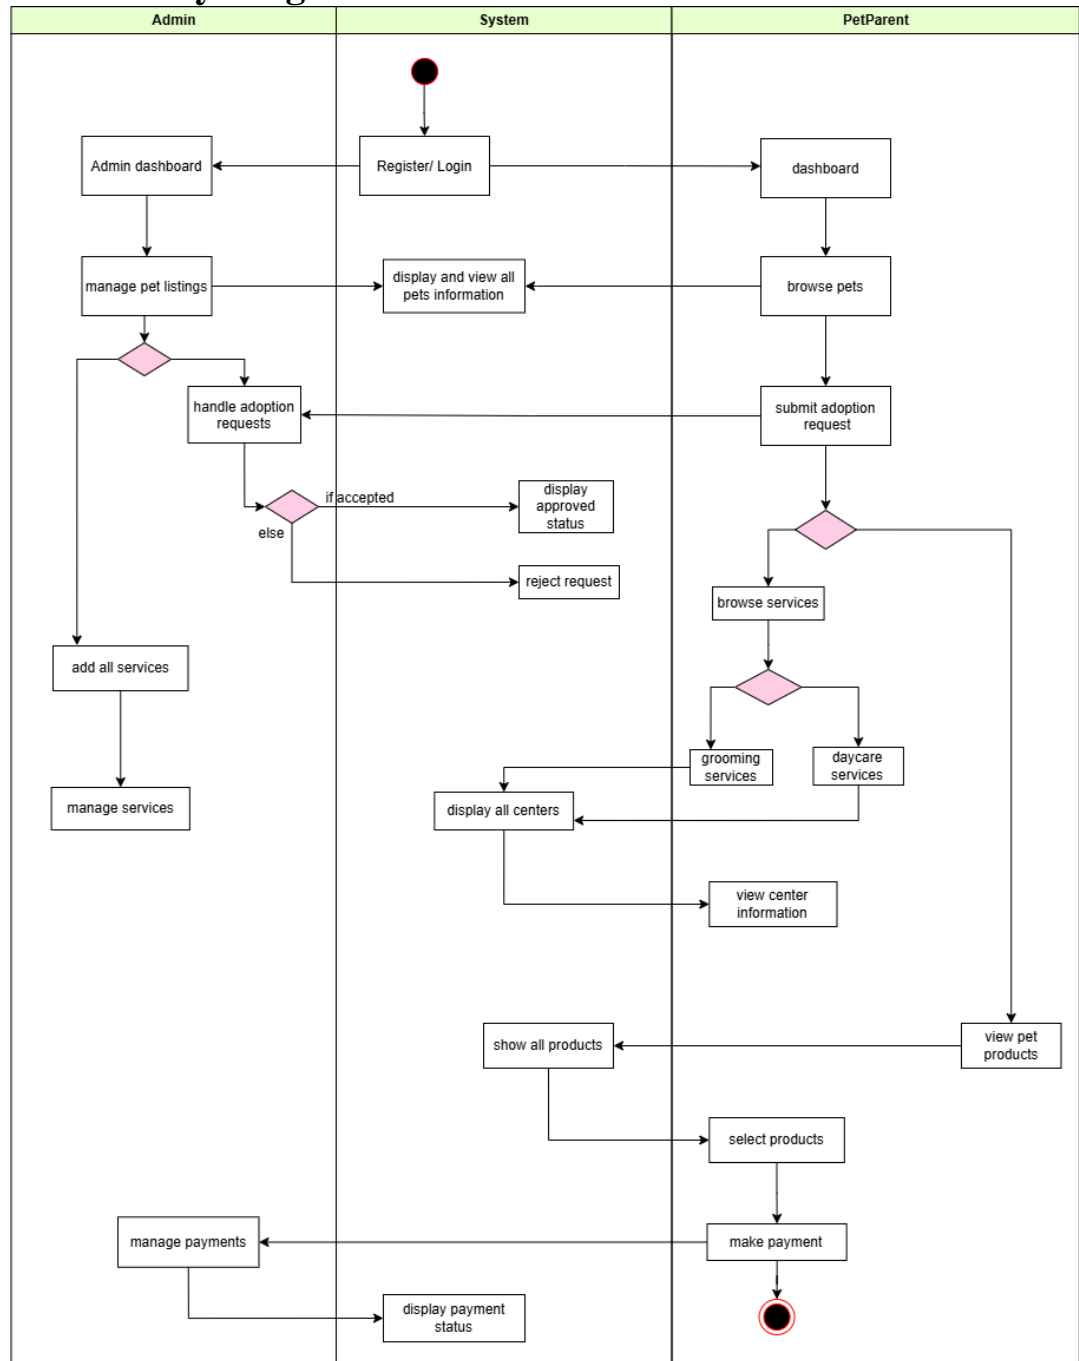 Admin
System
PetParent
Admin dashboard
Register/ Login
dashboard
manage pet listings
display and view all
pets information
browse pets
handle adoption
requests
submit adoption
request
if accepted
else
display
approved
status
reject request
browse services
add all services
grooming
services
daycare
services
manage services
display all centers
view center
information
show all products
view pet
products
select products
manage payments
make payment
display payment
status